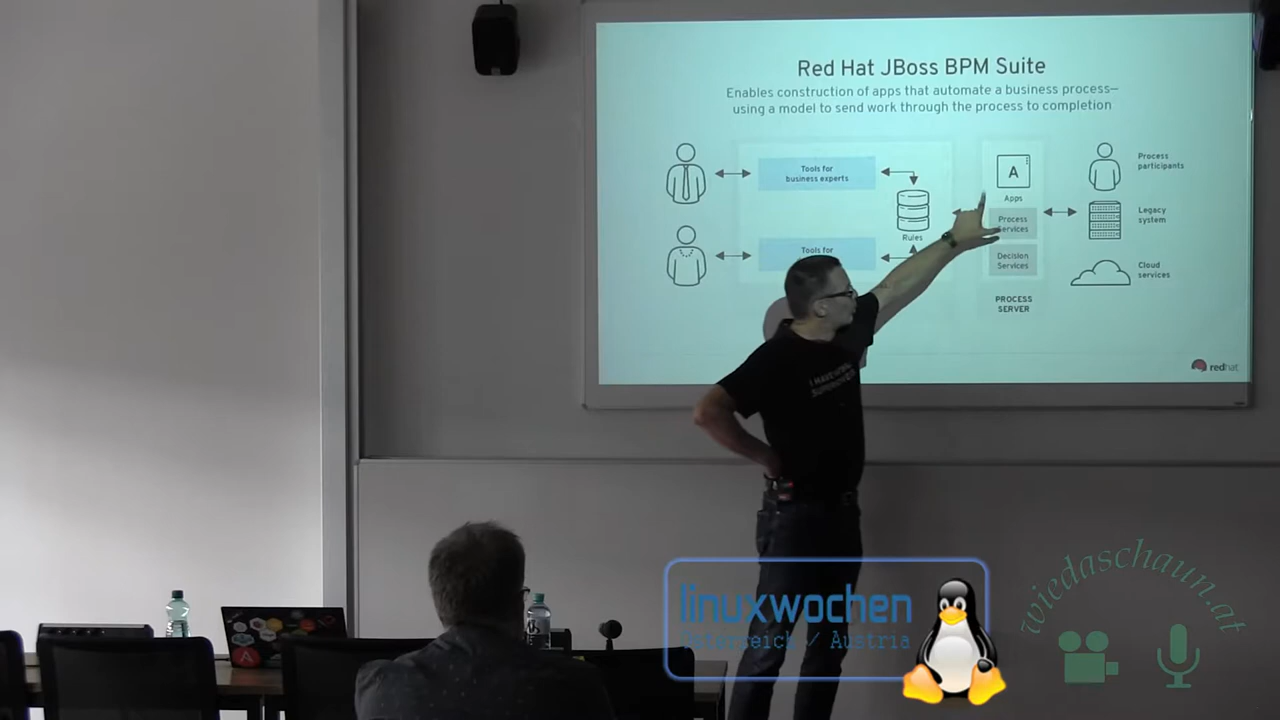 Red Hat JBoss BPM Suite
Enables construction of apps that automate a business process—
using a model to send work through the process to completion
Tools for
business experts
Tools for
Rules
A
Apps
Process
Services
Decision
Services
PROCESS
SERVER
Process
participants
Legacy
system
Cloud
services
redhat
I HAVE
linuxwochen
Österreich / Austria
wiedaschaun.at